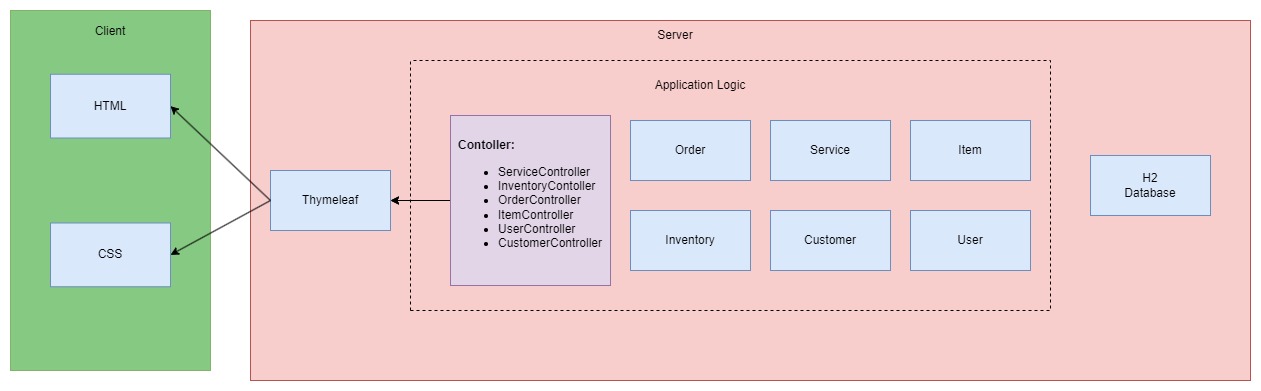 Client
HTML
CSS
Server
Thymeleaf
Application Logic
Contoller:
ServiceController
InventoryContoller
OrderController
ItemController
UserController
CustomerController
Order
Service
Item
Inventory
Customer
User
H2
Database